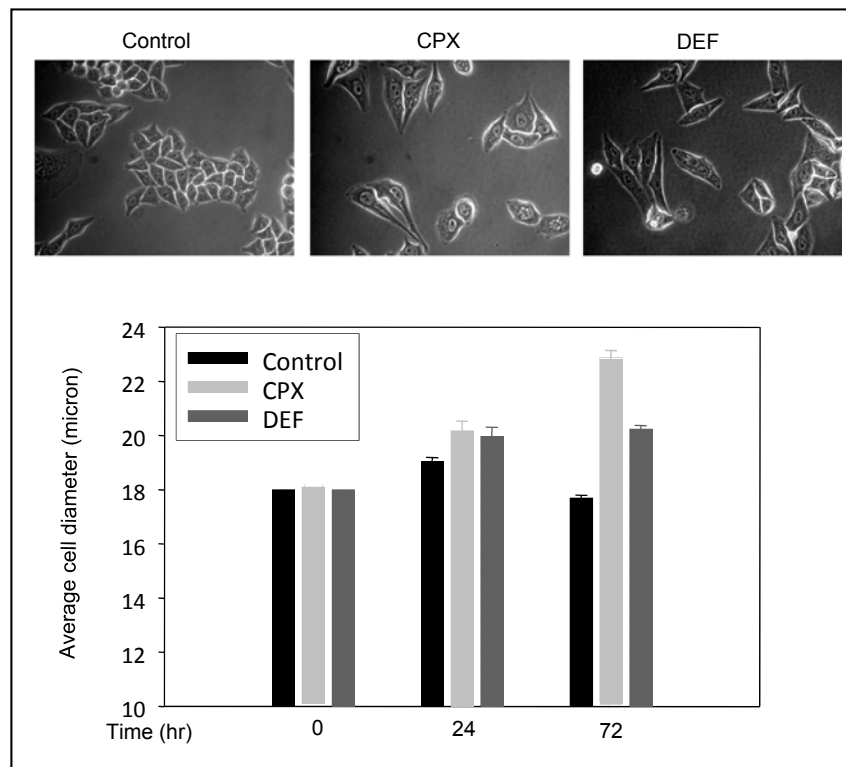 Control CPX DEF
24
22
20
18
16
14
12
10
Average cell diameter (micron)
Control
CPX
DEF
Time (hr) 0 24 72